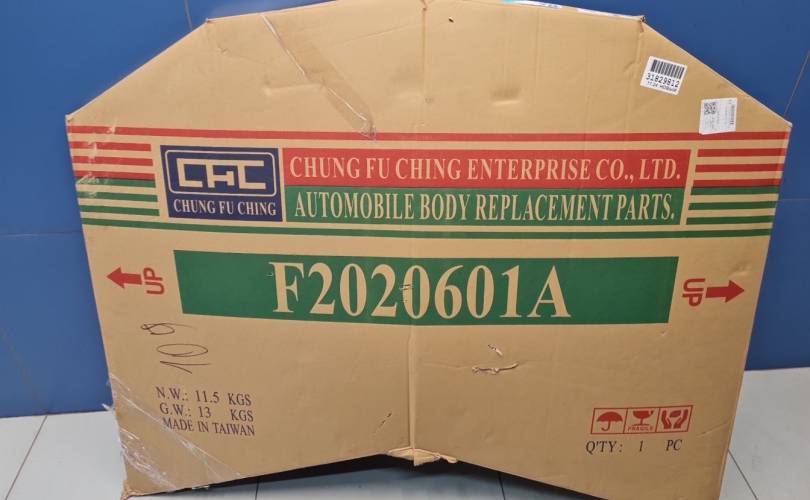 31829812
CFC
CHUNG FU CHING
CHUNG FU CHING ENTERPRISE CO., LTD.
AUTOMOBILE BODY REPLACEMENT PARTS.
UP
F2020601A
UP
N.W.: 11.5 KGS
G.W.: 13 KGS
MADE IN TAIWAN
FRAGILE
Q'TY: 1 PC